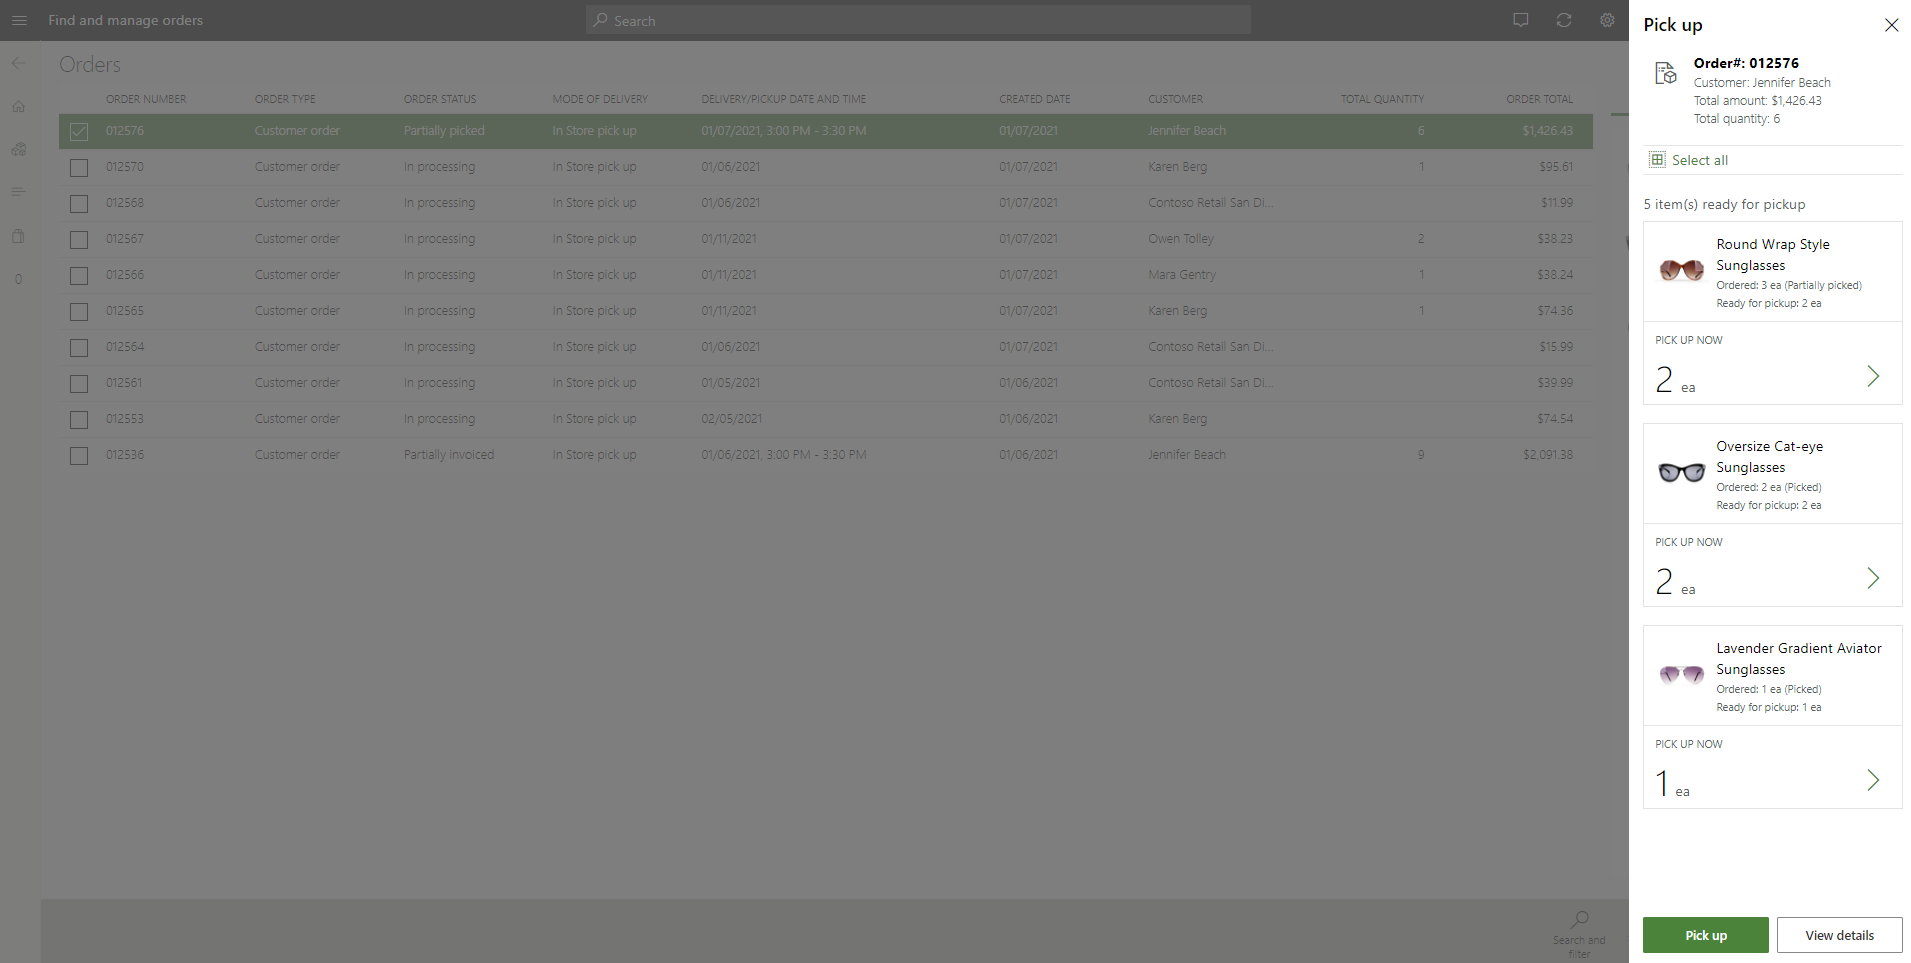 Find and manage orders
Search
Orders
ORDER NUMBER ORDER TYPE ORDER STATUS MODE OF DELIVERY DELIVERY/PICKUP DATE AND TIME CREATED DATE CUSTOMER TOTAL QUANTITY ORDER TOTAL
012576 Customer order Partially picked In Store pick up 01/07/2021, 3:00 PM - 3:30 PM 01/07/2021 Jennifer Beach 6 $1,426.43
012570 Customer order In processing In Store pick up 01/06/2021 01/07/2021 Karen Berg 1 $95.61
012568 Customer order In processing In Store pick up 01/06/2021 01/07/2021 Contoso Retail San Di... $11.99
012567 Customer order In processing In Store pick up 01/11/2021 01/07/2021 Owen Tolley 2 $38.23
012566 Customer order In processing In Store pick up 01/11/2021 01/07/2021 Mara Gentry 1 $38.24
012565 Customer order In processing In Store pick up 01/11/2021 01/07/2021 Karen Berg 1 $74.36
012564 Customer order In processing In Store pick up 01/06/2021 01/07/2021 Contoso Retail San Di... $15.99
012561 Customer order In processing In Store pick up 01/05/2021 01/06/2021 Contoso Retail San Di... $39.99
012553 Customer order In processing In Store pick up 02/05/2021 01/06/2021 Karen Berg $74.54
012536 Customer order Partially invoiced In Store pick up 01/06/2021, 3:00 PM - 3:30 PM 01/06/2021 Jennifer Beach 9 $2,091.38
0
Search and
filter
Pick up
Order#: 012576
Customer: Jennifer Beach
Total amount: $1,426.43
Total quantity: 6
Select all
5 item(s) ready for pickup
Round Wrap Style
Sunglasses
Ordered: 3 ea (Partially picked)
Ready for pickup: 2 ea
PICK UP NOW
2 ea
Oversize Cat-eye
Sunglasses
Ordered: 2 ea (Picked)
Ready for pickup: 2 ea
PICK UP NOW
2 ea
Lavender Gradient Aviator
Sunglasses
Ordered: 1 ea (Picked)
Ready for pickup: 1 ea
PICK UP NOW
1 ea
Pick up View details